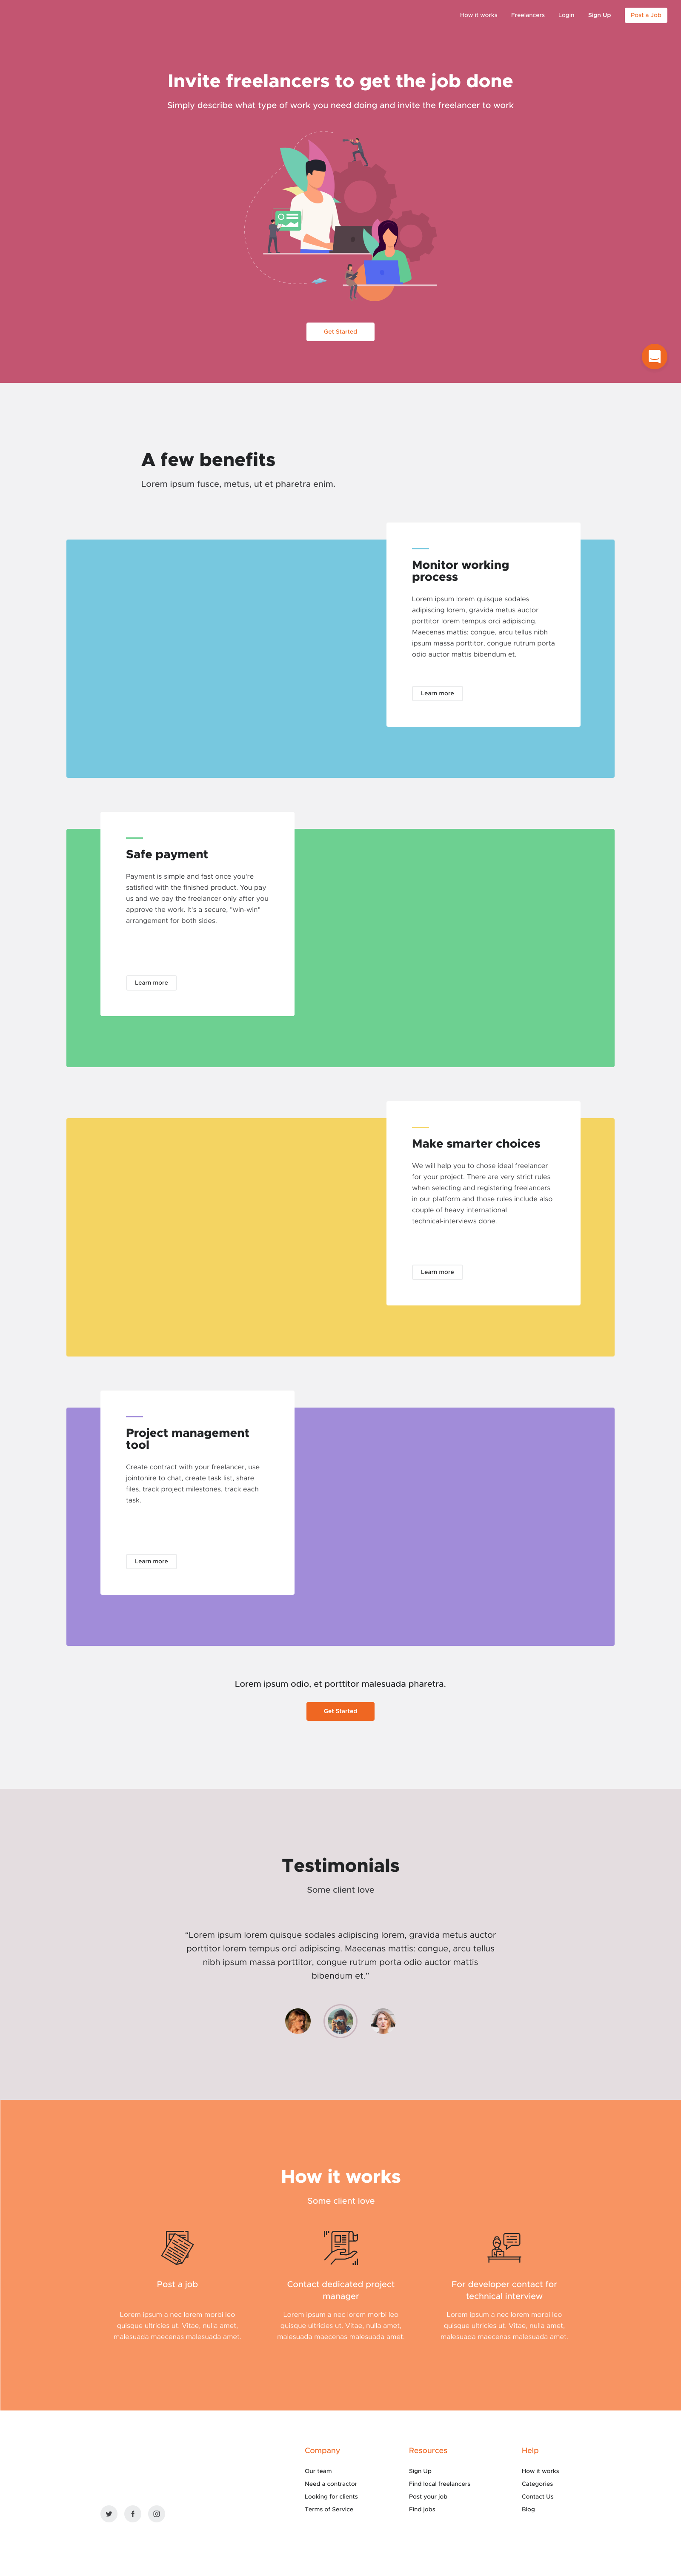 How it works
Freelancers
Login
Sign Up
Post a Job
Invite freelancers to get the job done
Simply describe what type of work you need doing and invite the freelancer to work
Get Started
A few benefits
Lorem ipsum fusce, metus, ut et pharetra enim.
Monitor working
process
Lorem ipsum lorem quisque sodales
adipiscing lorem, gravida metus auctor
porttitor lorem tempus orci adipiscing.
Maecenas mattis: congue, arcu tellus nibh
ipsum massa porttitor, congue rutrum porta
odio auctor mattis bibendum et.
Learn more
Safe payment
Payment is simple and fast once you're
satisfied with the finished product. You pay
us and we pay the freelancer only after you
approve the work. It's a secure, "win-win"
arrangement for both sides.
Learn more
Make smarter choices
We will help you to chose ideal freelancer
for your project. There are very strict rules
when selecting and registering freelancers
in our platform and those rules include also
couple of heavy international
technical-interviews done.
Learn more
Project management
tool
Create contract with your freelancer, use
jointohire to chat, create task list, share
files, track project milestones, track each
task.
Learn more
Lorem ipsum odio, et porttitor malesuada pharetra.
Get Started
Testimonials
Some client love
“Lorem ipsum lorem quisque sodales adipiscing lorem, gravida metus auctor
porttitor lorem tempus orci adipiscing. Maecenas mattis: congue, arcu tellus
nibh ipsum massa porttitor, congue rutrum porta odio auctor mattis
bibendum et.”
How it works
Some client love
Post a job
Lorem ipsum a nec lorem morbi leo
quisque ultricies ut. Vitae, nulla amet,
malesuada maecenas malesuada amet.
Contact dedicated project
manager
Lorem ipsum a nec lorem morbi leo
quisque ultricies ut. Vitae, nulla amet,
malesuada maecenas malesuada amet.
For developer contact for
technical interview
Lorem ipsum a nec lorem morbi leo
quisque ultricies ut. Vitae, nulla amet,
malesuada maecenas malesuada amet.
Company
Our team
Need a contractor
Looking for clients
Terms of Service
Resources
Sign Up
Find local freelancers
Post your job
Find jobs
Help
How it works
Categories
Contact Us
Blog